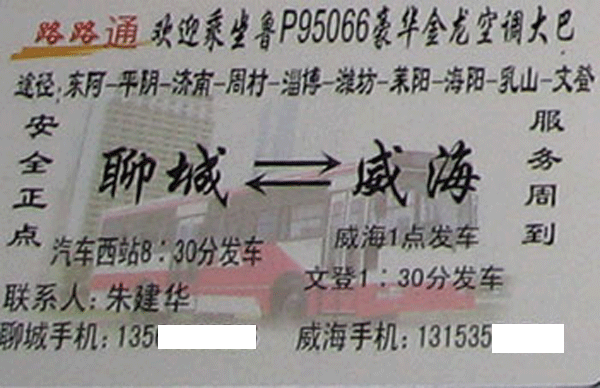 路路通 欢迎乘坐鲁P95066豪华金龙空调大巴
途径:东阿-平阴-济南-周村-淄博-潍坊-莱阳-海阳-乳山-文登
安全正点
聊城 ⇄ 威海
服务周到
汽车西站8:30分发车
威海1点发车
文登1:30分发车
联系人:朱建华
聊城手机:135
威海手机:13153535